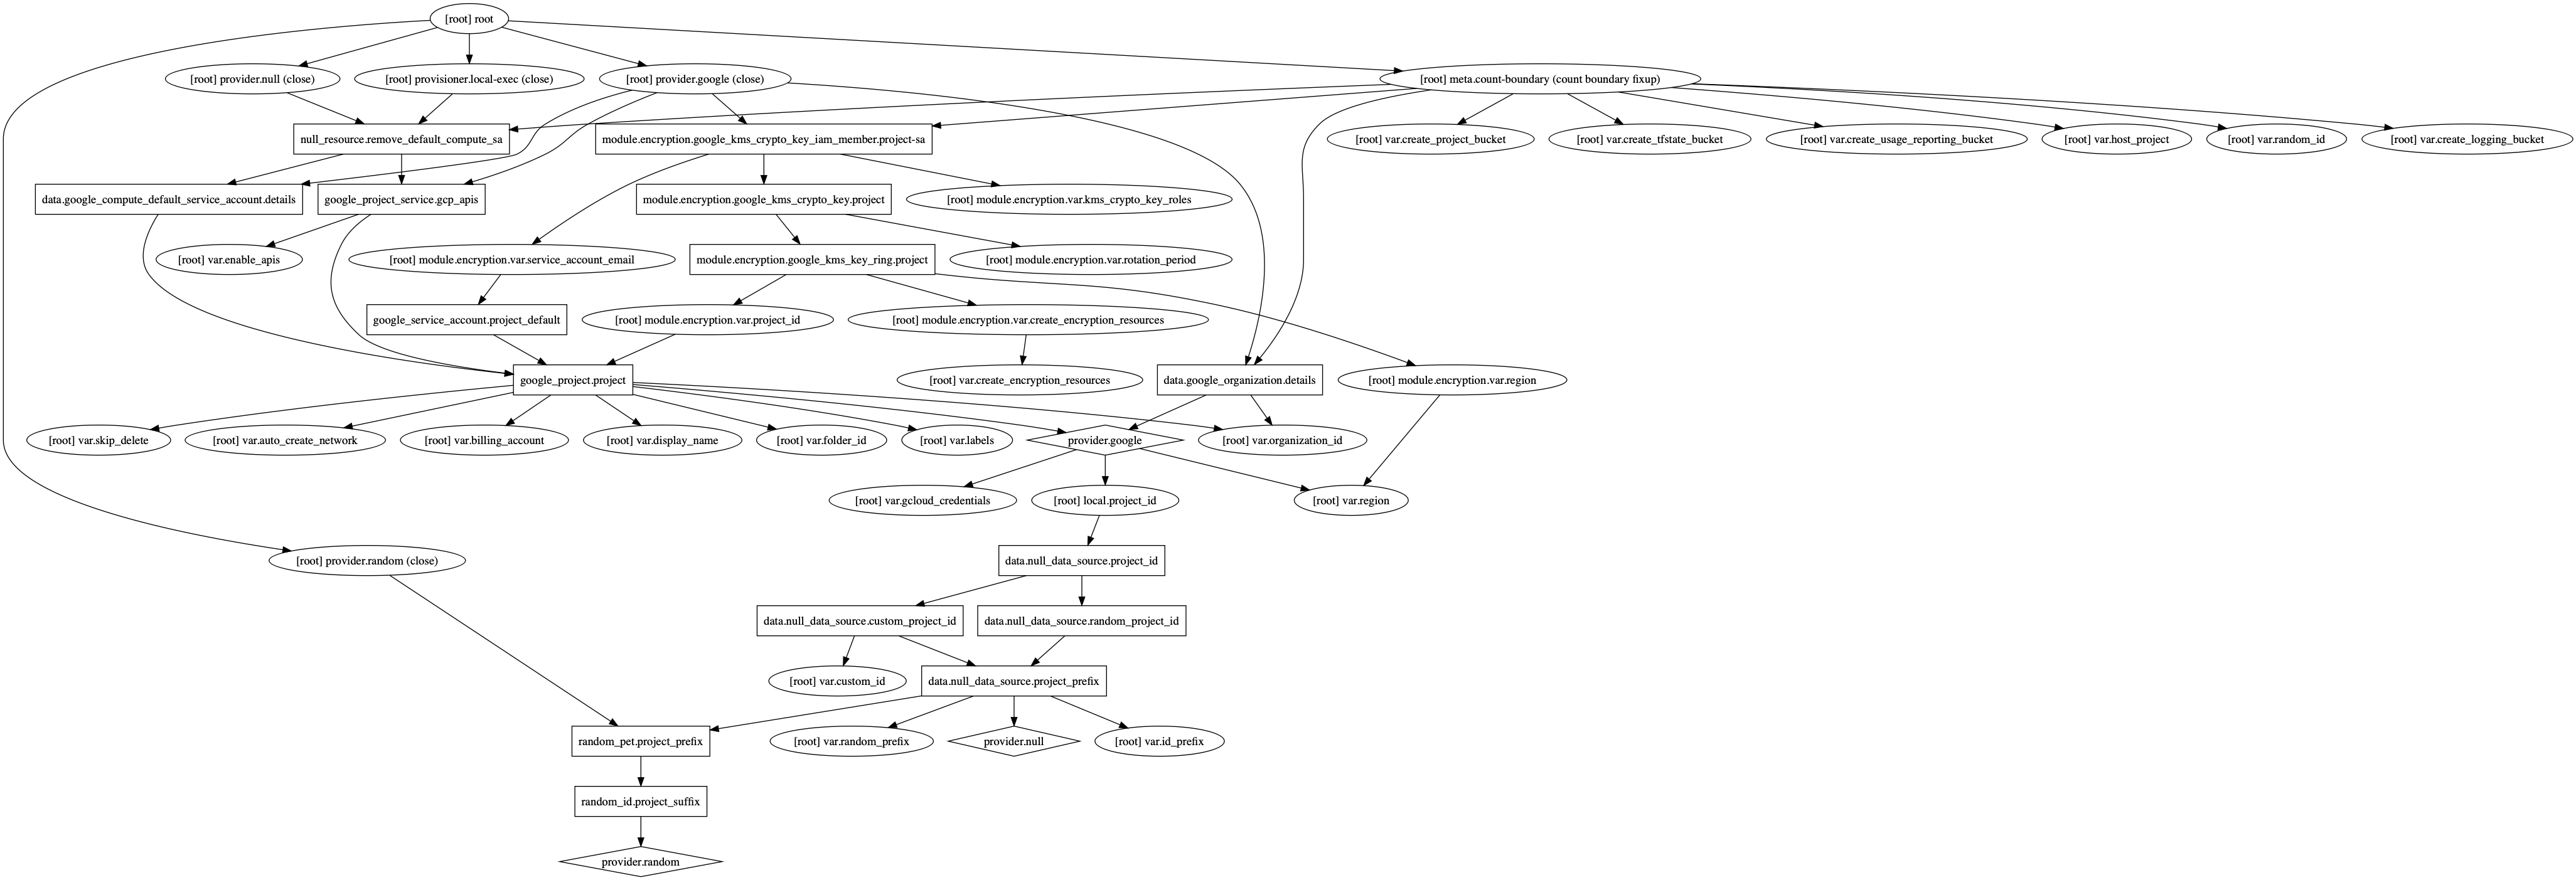 [root] root
[root] provider.null (close)
[root] provisioner.local-exec (close)
[root] provider.google (close)
[root] meta.count-boundary (count boundary fixup)
null_resource.remove_default_compute_sa
module.encryption.google_kms_crypto_key_iam_member.project-sa
[root] var.create_project_bucket
[root] var.create_tfstate_bucket
[root] var.create_usage_reporting_bucket
[root] var.host_project
[root] var.random_id
[root] var.create_logging_bucket
data.google_compute_default_service_account.details
google_project_service.gcp_apis
module.encryption.google_kms_crypto_key.project
[root] module.encryption.var.kms_crypto_key_roles
[root] var.enable_apis
[root] module.encryption.var.service_account_email
module.encryption.google_kms_key_ring.project
[root] module.encryption.var.rotation_period
google_service_account.project_default
[root] module.encryption.var.project_id
[root] module.encryption.var.create_encryption_resources
google_project.project
[root] var.create_encryption_resources
data.google_organization.details
[root] module.encryption.var.region
[root] var.skip_delete
[root] var.auto_create_network
[root] var.billing_account
[root] var.display_name
[root] var.folder_id
[root] var.labels
provider.google
[root] var.organization_id
[root] var.gcloud_credentials
[root] local.project_id
[root] var.region
[root] provider.random (close)
data.null_data_source.project_id
data.null_data_source.custom_project_id
data.null_data_source.random_project_id
[root] var.custom_id
data.null_data_source.project_prefix
random_pet.project_prefix
[root] var.random_prefix
provider.null
[root] var.id_prefix
random_id.project_suffix
provider.random